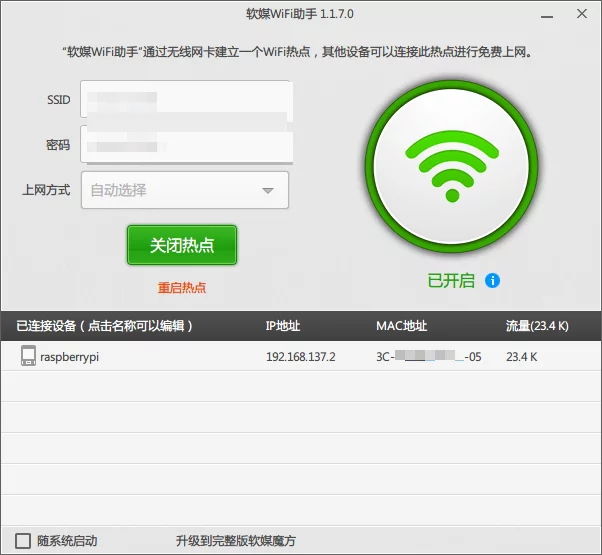 软媒WiFi助手 1.1.7.0
“软媒WiFi助手”通过无线网卡建立一个WiFi热点，其他设备可以连接此热点进行免费上网。
SSID
密码
上网方式 自动选择
关闭热点
重启热点
已开启
已连接设备（点击名称可以编辑） IP地址 MAC地址 流量(23.4 K)
raspberrypi 192.168.137.2 3C- -05 23.4 K
随系统启动 升级到完整版软媒魔方